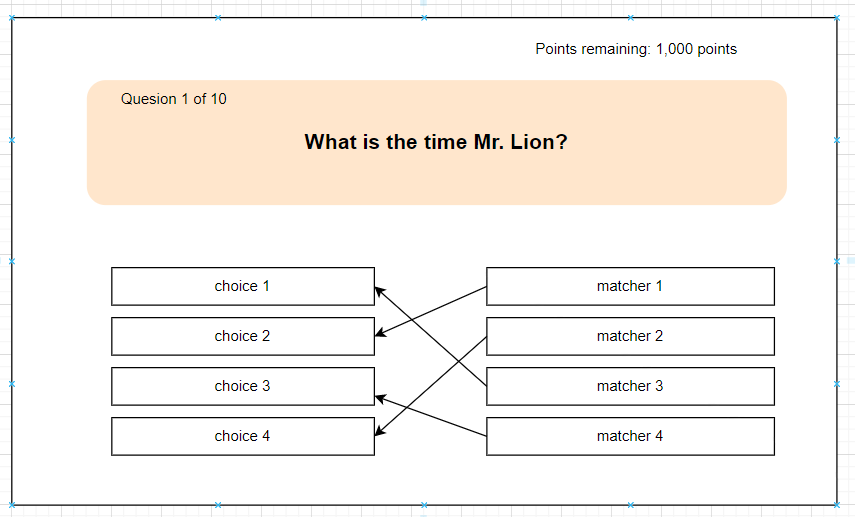 Points remaining: 1,000 points
Quesion 1 of 10
What is the time Mr. Lion?
choice 1
matcher 1
choice 2
matcher 2
choice 3
matcher 3
choice 4
matcher 4